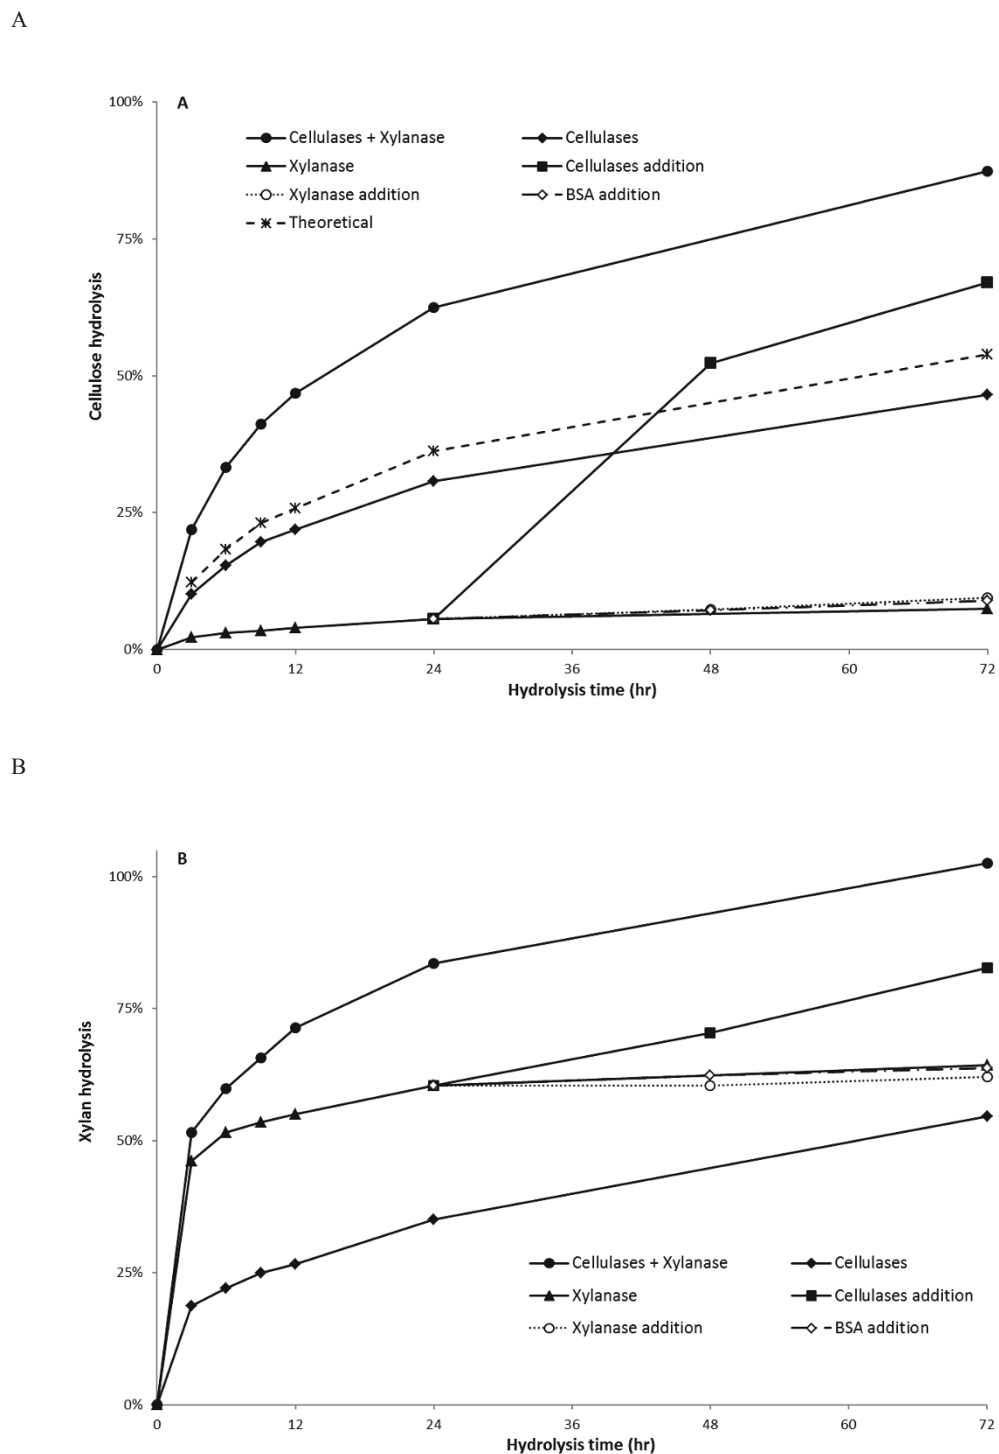 A
100%
A
Cellulases + Xylanase Cellulases
Xylanase Cellulases addition
Xylanase addition BSA addition
Theoretical
75%
50%
25%
0%
Cellulose hydrolysis
0 12 24 36 48 60 72
Hydrolysis time (hr)
B
B
100%
75%
50%
25%
0%
Xylan hydrolysis
Cellulases + Xylanase Cellulases
Xylanase Cellulases addition
Xylanase addition BSA addition
0 12 24 36 48 60 72
Hydrolysis time (hr)